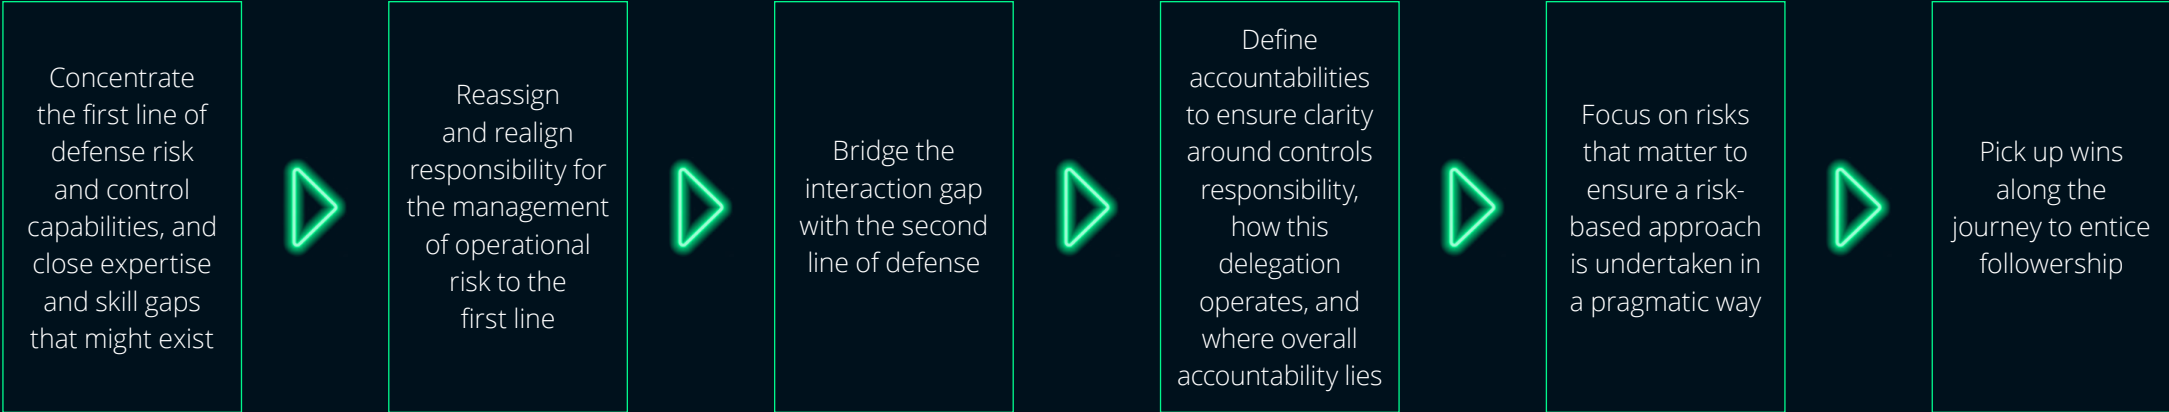 Concentrate
the first line of
defense risk
and control
capabilities, and
close expertise
and skill gaps
that might exist
Reassign
and realign
responsibility for
the management
of operational
risk to the
first line
Bridge the
interaction gap
with the second
line of defense
Define
accountabilities
to ensure clarity
around controls
responsibility,
how this
delegation
operates, and
where overall
accountability lies
Focus on risks
that matter to
ensure a risk-
based approach
is undertaken in
a pragmatic way
Pick up wins
along the
journey to entice
followership